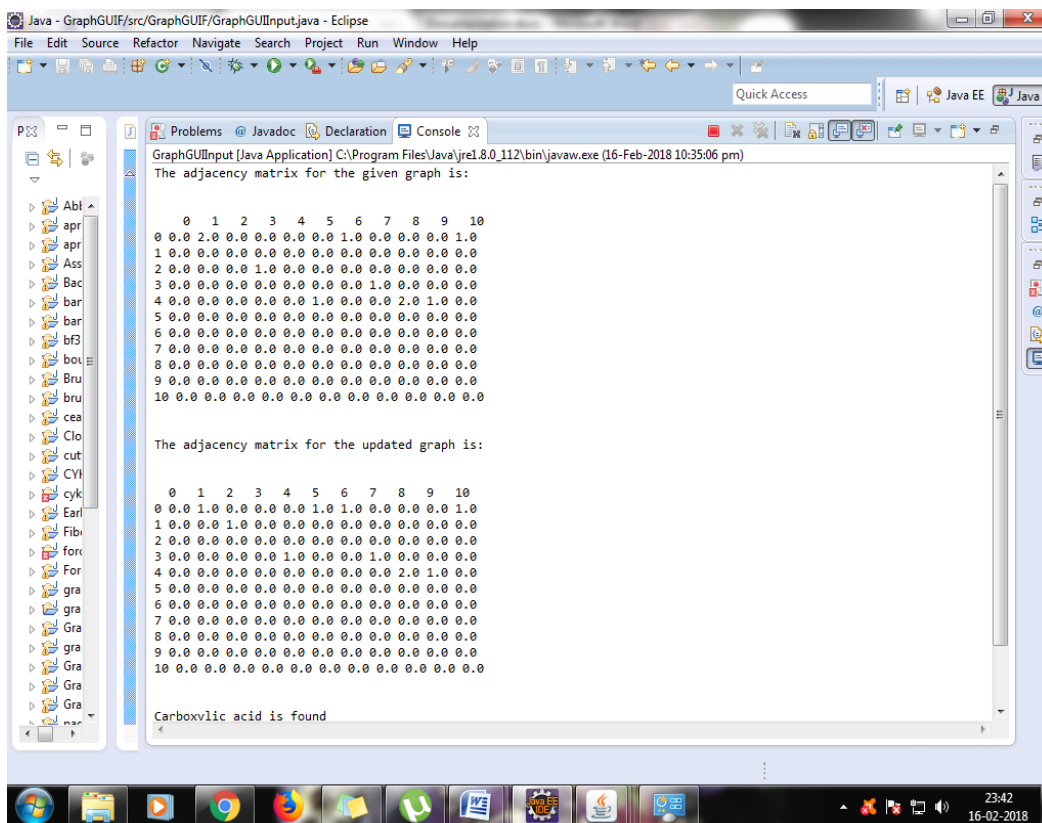 Java - GraphGUIF/src/GraphGUIF/GraphGUIInput.java - Eclipse
File Edit Source Refactor Navigate Search Project Run Window Help
Quick Access
Java EE
Java
Problems @ Javadoc Declaration Console
GraphGUIInput [Java Application] C:\Program Files\Java\jre1.8.0_112\bin\javaw.exe (16-Feb-2018 10:35:06 pm)
The adjacency matrix for the given graph is:
0 1 2 3 4 5 6 7 8 9 10
0 0.0 2.0 0.0 0.0 0.0 0.0 1.0 0.0 0.0 0.0 1.0
1 0.0 0.0 0.0 0.0 0.0 0.0 0.0 0.0 0.0 0.0 0.0
2 0.0 0.0 0.0 1.0 0.0 0.0 0.0 0.0 0.0 0.0 0.0
3 0.0 0.0 0.0 0.0 0.0 0.0 0.0 1.0 0.0 0.0 0.0
4 0.0 0.0 0.0 0.0 0.0 1.0 0.0 0.0 2.0 1.0 0.0
5 0.0 0.0 0.0 0.0 0.0 0.0 0.0 0.0 0.0 0.0 0.0
6 0.0 0.0 0.0 0.0 0.0 0.0 0.0 0.0 0.0 0.0 0.0
7 0.0 0.0 0.0 0.0 0.0 0.0 0.0 0.0 0.0 0.0 0.0
8 0.0 0.0 0.0 0.0 0.0 0.0 0.0 0.0 0.0 0.0 0.0
9 0.0 0.0 0.0 0.0 0.0 0.0 0.0 0.0 0.0 0.0 0.0
10 0.0 0.0 0.0 0.0 0.0 0.0 0.0 0.0 0.0 0.0 0.0
The adjacency matrix for the updated graph is:
0 1 2 3 4 5 6 7 8 9 10
0 0.0 1.0 0.0 0.0 0.0 1.0 1.0 0.0 0.0 0.0 1.0
1 0.0 0.0 1.0 0.0 0.0 0.0 0.0 0.0 0.0 0.0 0.0
2 0.0 0.0 0.0 0.0 0.0 0.0 0.0 0.0 0.0 0.0 0.0
3 0.0 0.0 0.0 0.0 1.0 0.0 0.0 1.0 0.0 0.0 0.0
4 0.0 0.0 0.0 0.0 0.0 0.0 0.0 0.0 2.0 1.0 0.0
5 0.0 0.0 0.0 0.0 0.0 0.0 0.0 0.0 0.0 0.0 0.0
6 0.0 0.0 0.0 0.0 0.0 0.0 0.0 0.0 0.0 0.0 0.0
7 0.0 0.0 0.0 0.0 0.0 0.0 0.0 0.0 0.0 0.0 0.0
8 0.0 0.0 0.0 0.0 0.0 0.0 0.0 0.0 0.0 0.0 0.0
9 0.0 0.0 0.0 0.0 0.0 0.0 0.0 0.0 0.0 0.0 0.0
10 0.0 0.0 0.0 0.0 0.0 0.0 0.0 0.0 0.0 0.0 0.0
Carboxylic acid is found
P
apr
apr
Ass
Bac
bar
bar
bf3
bou
Bru
bru
cea
Clo
cut
cyk
Earl
Fib
forc
For
gra
gra
Gra
gra
Gra
Gra
Gra
Java EE
IDE
23:42
16-02-2018